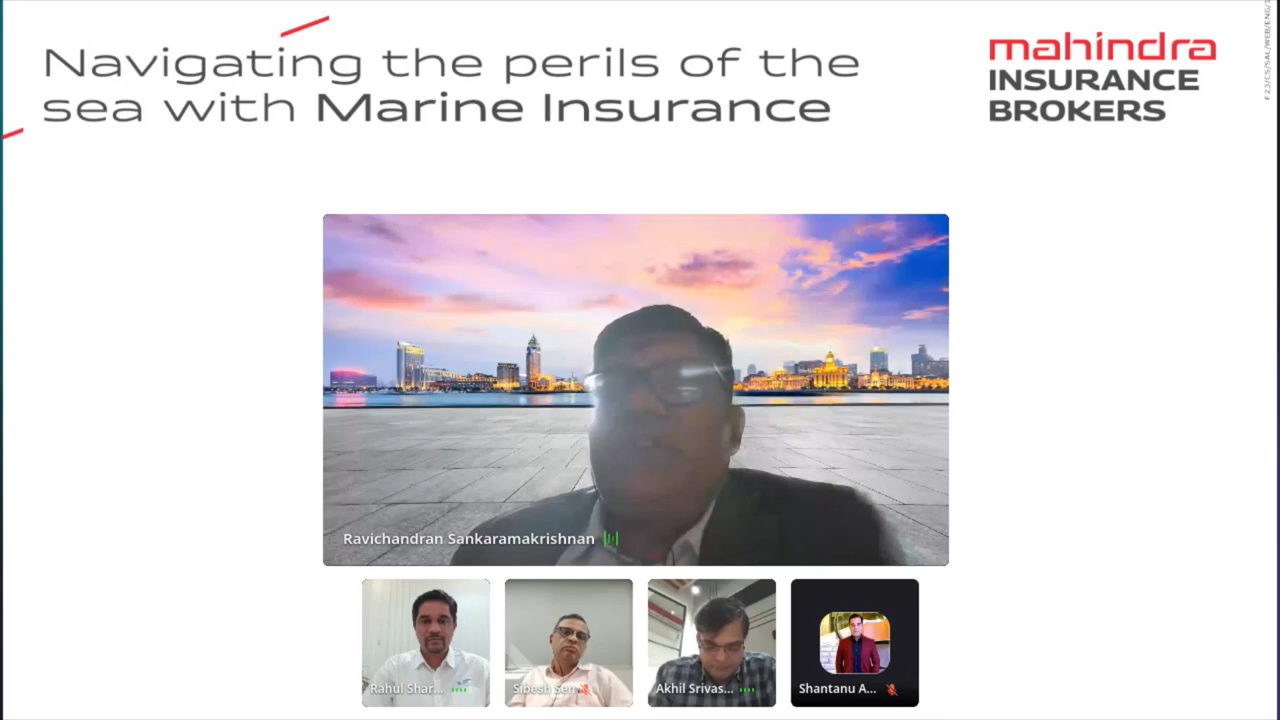 Navigating the perils of the
sea with Marine Insurance
mahindra
INSURANCE
BROKERS
Ravichandran Sankaramakrishnan
Rahul Shar...
Sibesh Sen
Akhil Srivas...
Shantanu A...